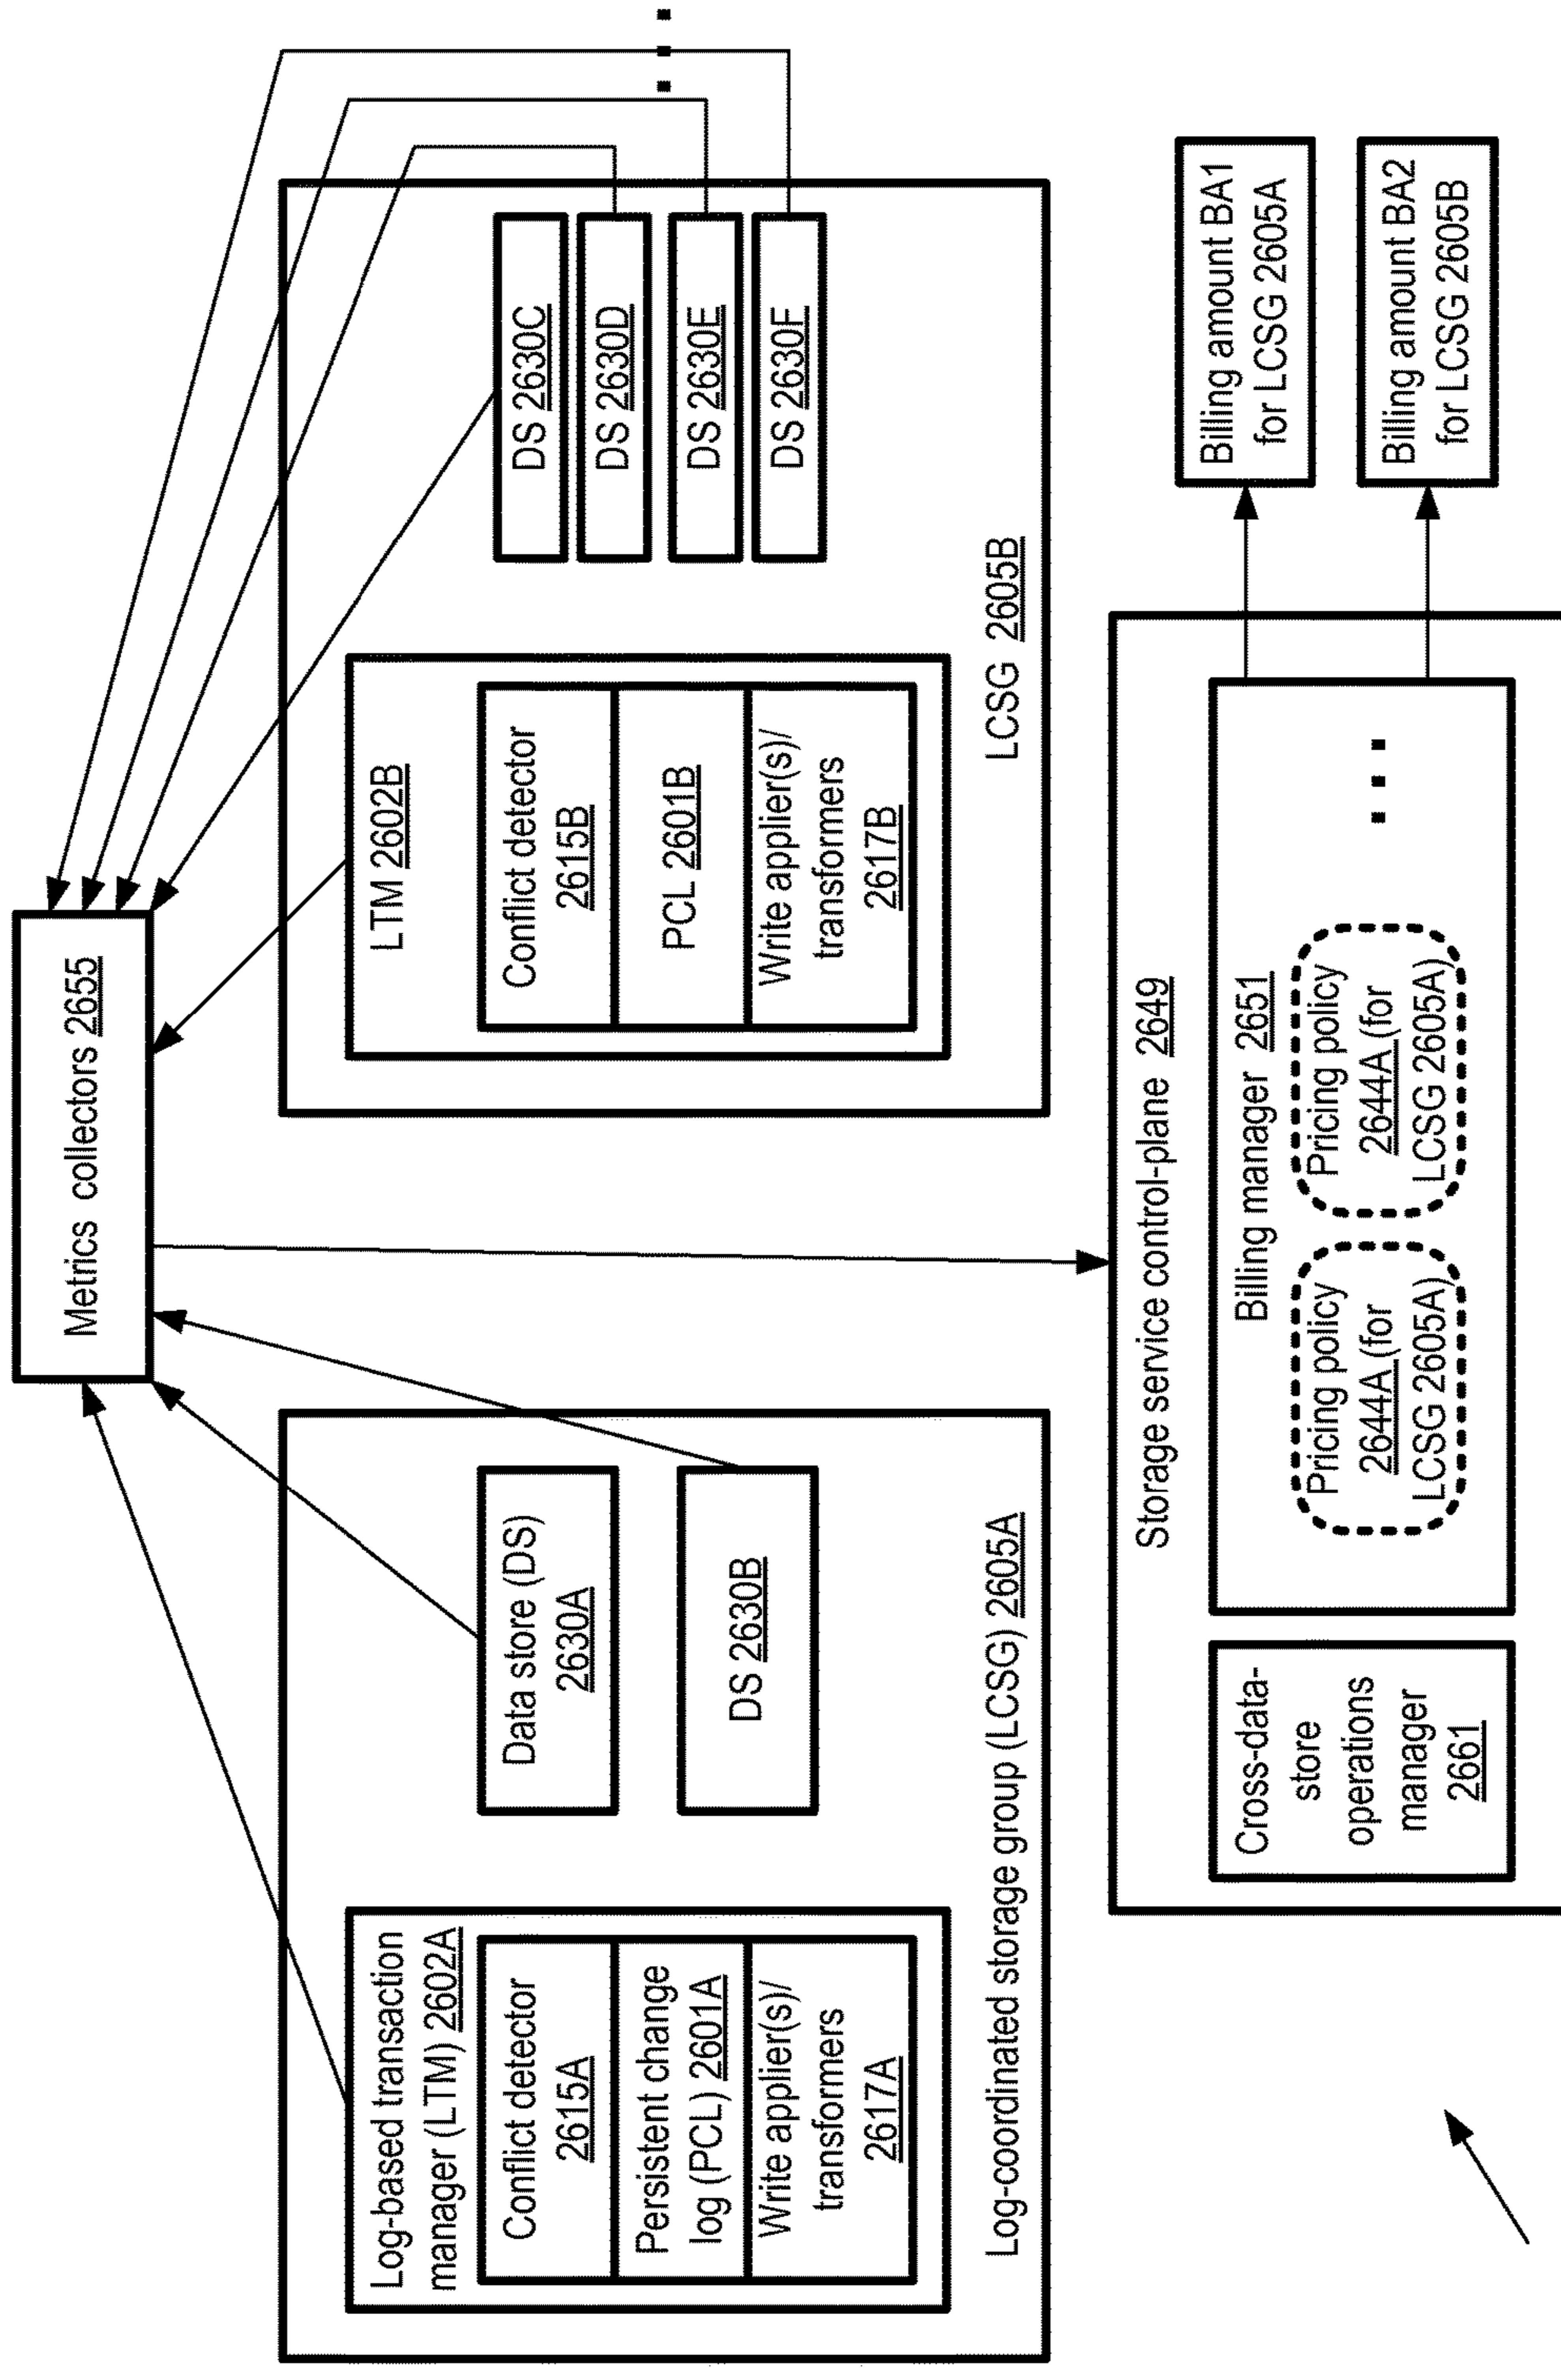 Metrics collectors 2655
Log-based transaction
manager (LTM) 2602A
Conflict detector
2615A
Persistent change
log (PCL) 2601A
Write applier(s)/
transformers
2617A
Data store (DS)
2630A
DS 2630B
Log-coordinated storage group (LCSG) 2605A
LTM 2602B
Conflict detector
2615B
PCL 2601B
Write applier(s)/
transformers
2617B
DS 2630C
DS 2630D
DS 2630E
DS 2630F
LCSG 2605B
Storage service control-plane 2649
Cross-data-
store
operations
manager
2661
Billing manager 2651
Pricing policy
2644A (for
LCSG 2605A)
Pricing policy
2644A (for
LCSG 2605A)
Billing amount BA1
for LCSG 2605A
Billing amount BA2
for LCSG 2605B